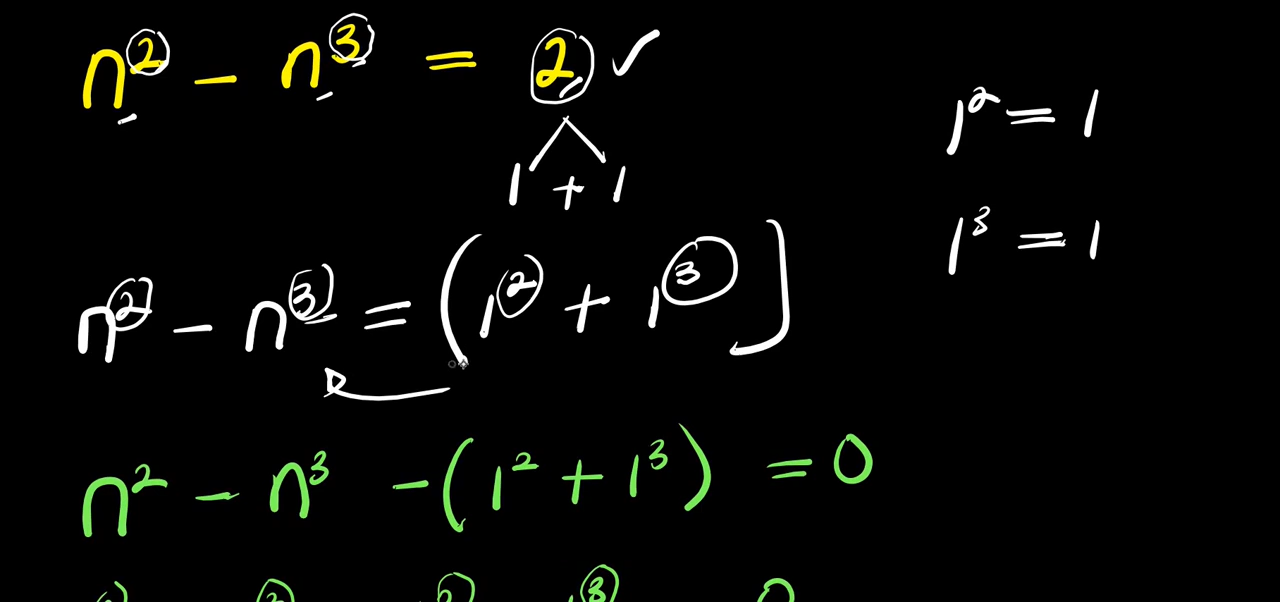 n² - n³ = 2 ✓
1 + 1
1² = 1
1³ = 1
n² - n³ = (1² + 1³)
n² - n³ - (1² + 1³) = 0